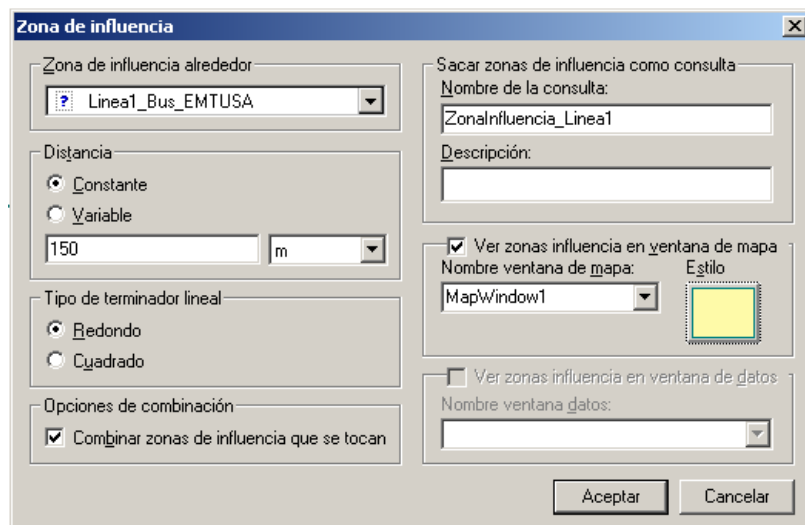 Zona de influencia
Zona de influencia alrededor
Linea1_Bus_EMTUSA
Distancia
Constante
Variable
150
m
Tipo de terminador lineal
Redondo
Cuadrado
Opciones de combinación
Combinar zonas de influencia que se tocan
Sacar zonas de influencia como consulta
Nombre de la consulta:
ZonaInfluencia_Linea1
Descripción:
Ver zonas influencia en ventana de mapa
Nombre ventana de mapa:
Estilo
MapWindow1
Ver zonas influencia en ventana de datos
Nombre ventana datos:
Aceptar
Cancelar